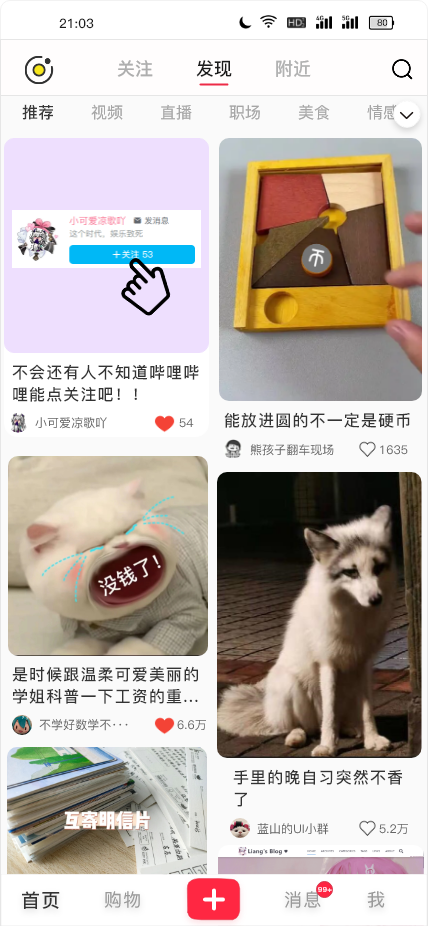 21:03
HD
4G
5G
80
关注
发现
附近
推荐
视频
直播
职场
美食
情感
小可爱凉歌吖
发消息
这个时代，娱乐致死
＋关注 53
不会还有人不知道哔哩哔
哩能点关注吧！！
小可爱凉歌吖
54
币
能放进圆的不一定是硬币
熊孩子翻车现场
1635
没钱了！
是时候跟温柔可爱美丽的
学姐科普一下工资的重...
不学好数学不···
6.6万
手里的晚自习突然不香
了
蓝山的UI小群
5.2万
互寄明信片
Liang's Blog
首页
购物
消息
99+
我